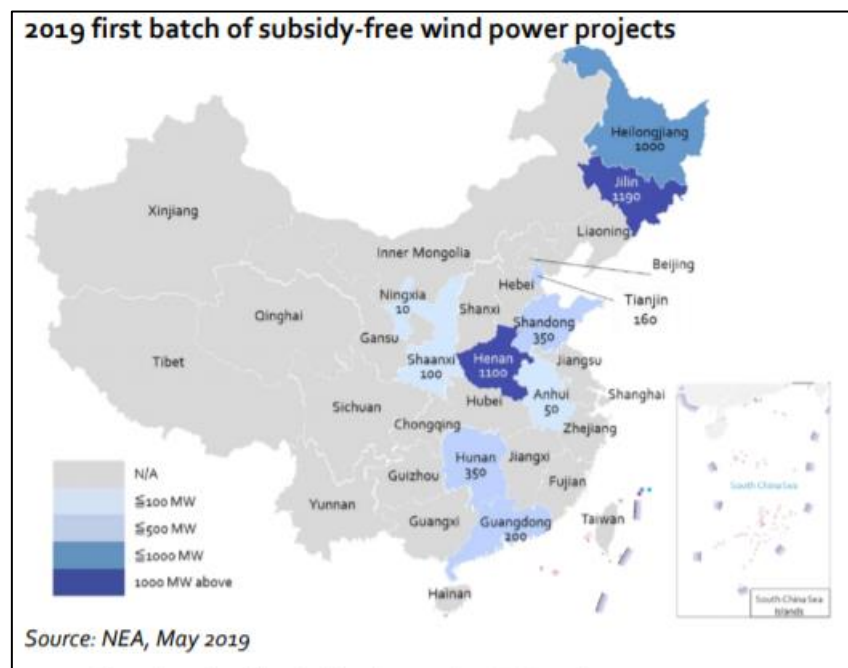 2019 first batch of subsidy-free wind power projects
Heilongjiang
1000
Jilin
1190
Xinjiang
Liaoning
Inner Mongolia
Beijing
Hebei
Tianjin
160
Ningxia
10
Shanxi
Qinghai
Shandong
350
Gansu
Tibet
Shaanxi
100
Henan
1100
Jiangsu
Anhui
50
Shanghai
Hubei
Sichuan
Chongqing
Zhejiang
Hunan
350
Jiangxi
Guizhou
Fujian
Yunnan
Guangxi
Guangdong
200
Taiwan
Hainan
South China Sea
South China Sea
Islands
N/A
≦100 MW
≦500 MW
≦1000 MW
1000 MW above
Source: NEA, May 2019